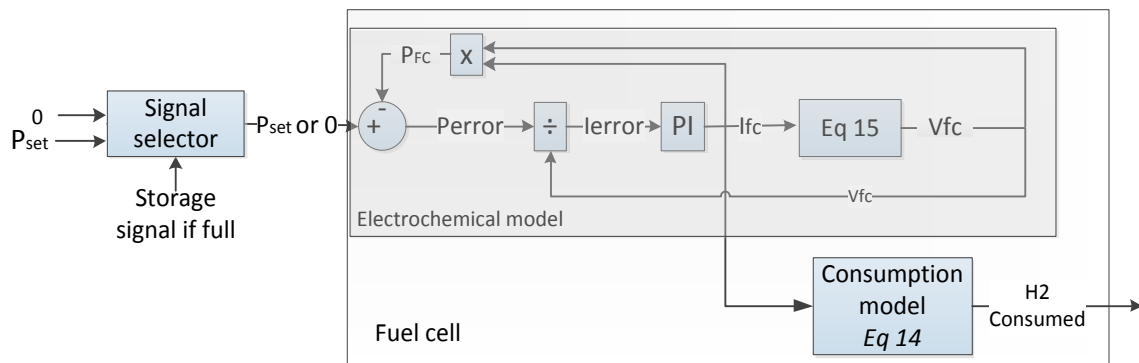 0
Pset
Signal
selector
Storage
signal if full
Pset or 0
PFC
x
-
+
Perror
÷
Ierror
PI
Ifc
Eq 15
Vfc
Vfc
Electrochemical model
Consumption
model
Eq 14
H2
Consumed
Fuel cell